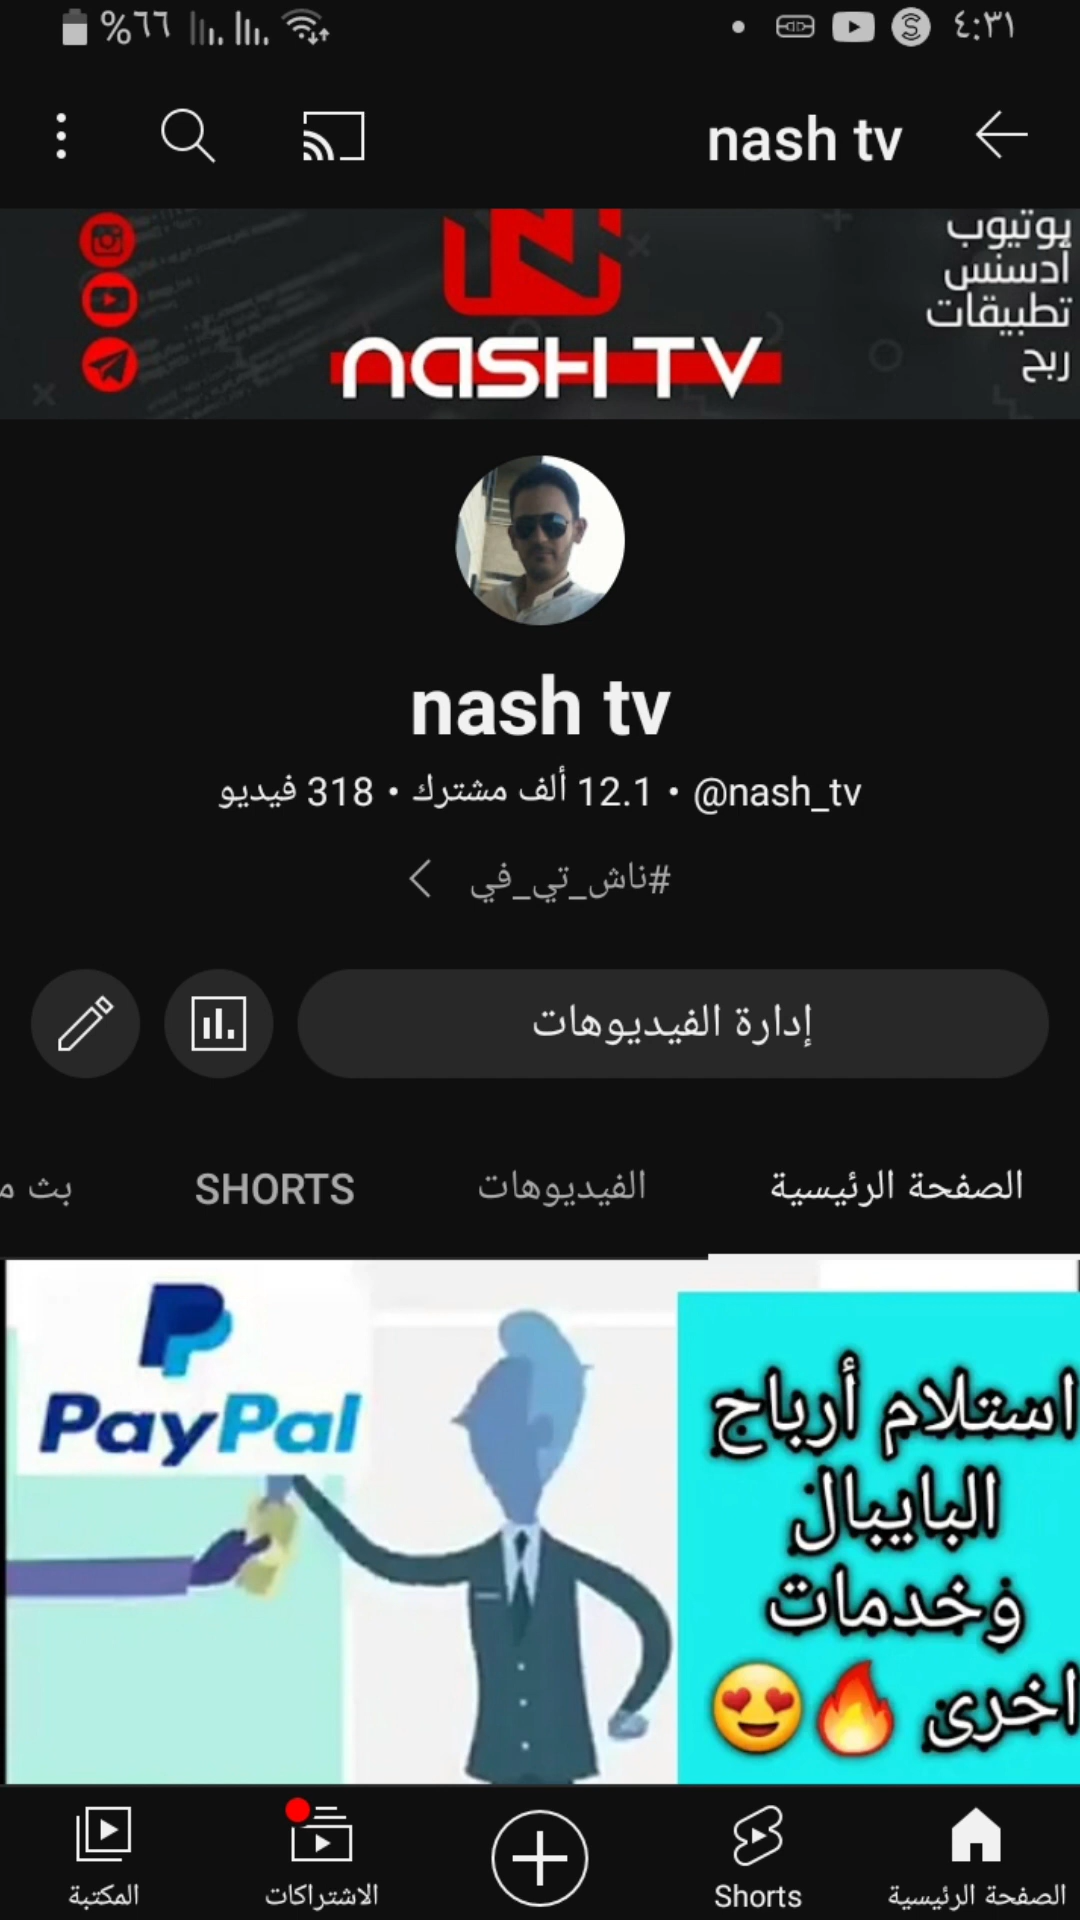 %٦٦
٤:٣١
nash tv
يوتيوب
أدسنس
تطبيقات
ربح
NASH TV
nash tv
@nash_tv • 12.1 ألف مشترك • 318 فيديو
#ناش_تي_في
إدارة الفيديوهات
الصفحة الرئيسية
الفيديوهات
SHORTS
بث م
PayPal
استلام أرباح
البايبال
وخدمات
اخرى 🔥😍
الصفحة الرئيسية
Shorts
الاشتراكات
المكتبة